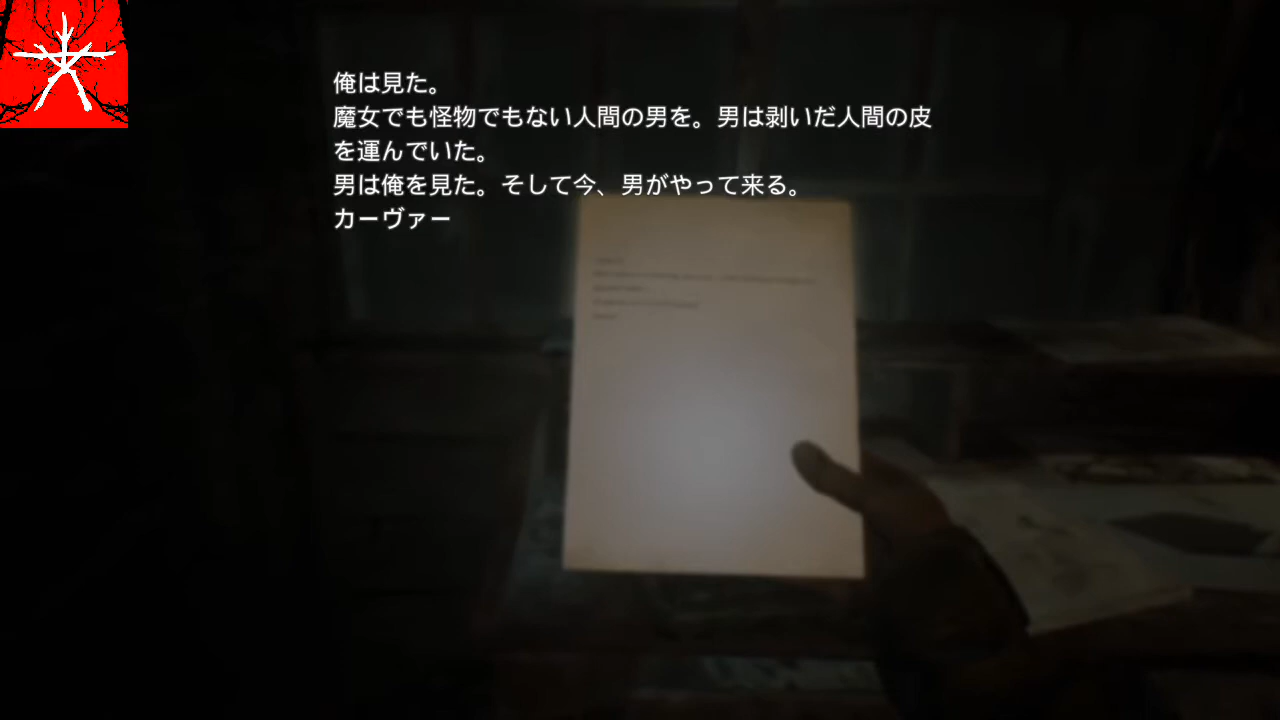 俺は見た。
魔女でも怪物でもない人間の男を。男は剥いだ人間の皮
を運んでいた。
男は俺を見た。そして今、男がやって来る。
カーヴァー